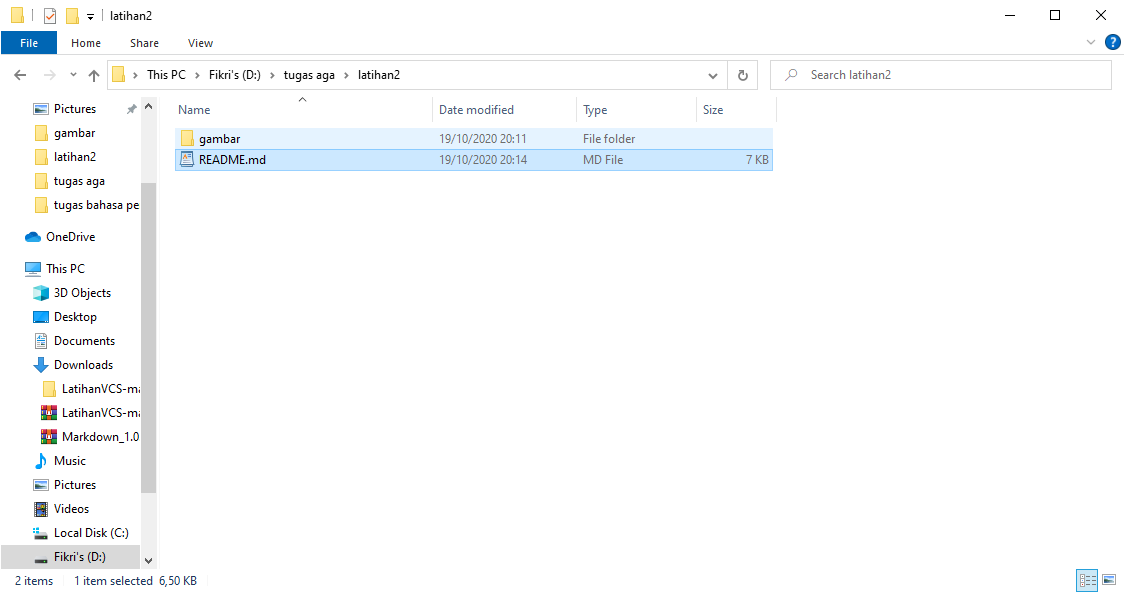 latihan2
File Home Share View
This PC Fikri's (D:) tugas aga latihan2
Search latihan2
Name Date modified Type Size
gambar 19/10/2020 20:11 File folder
README.md 19/10/2020 20:14 MD File 7 KB
Pictures
gambar
latihan2
tugas aga
tugas bahasa pe
OneDrive
This PC
3D Objects
Desktop
Documents
Downloads
LatihanVCS-ma
LatihanVCS-ma
Markdown_1.0
Music
Pictures
Videos
Local Disk (C:)
Fikri's (D:)
2 items 1 item selected 6,50 KB